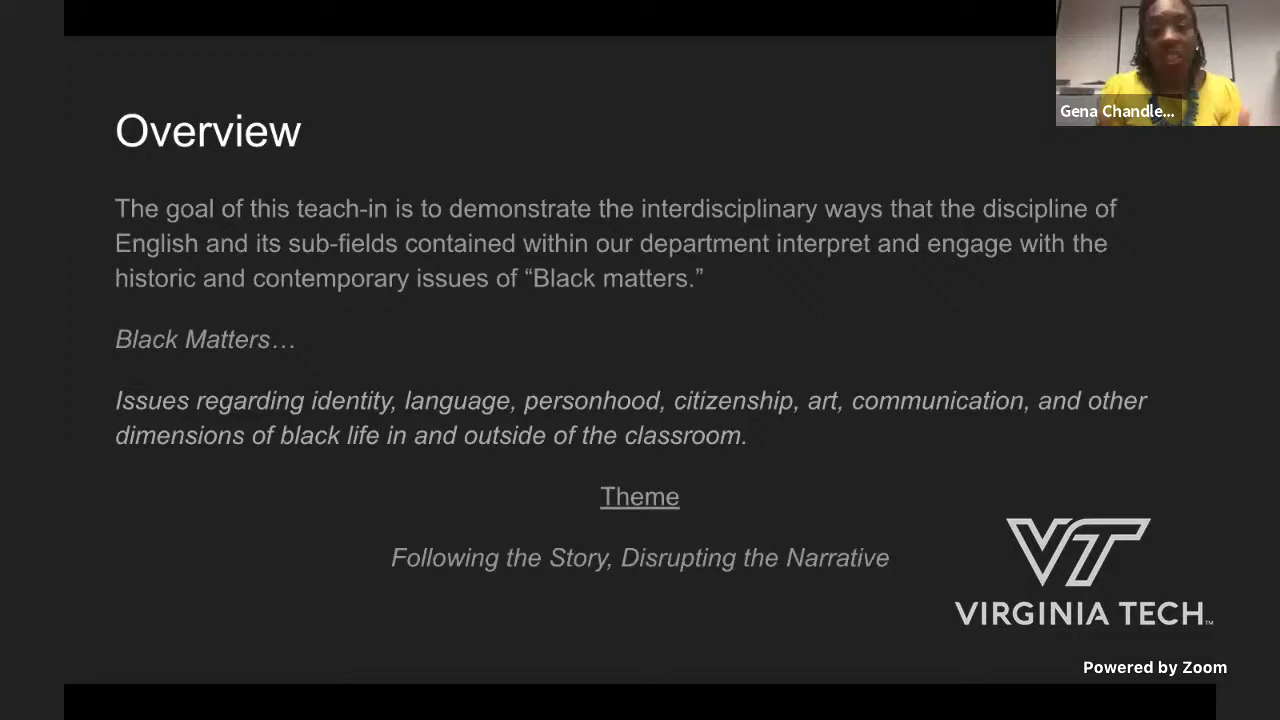 Gena Chandle...
Overview
The goal of this teach-in is to demonstrate the interdisciplinary ways that the discipline of
English and its sub-fields contained within our department interpret and engage with the
historic and contemporary issues of “Black matters.”
Black Matters…
Issues regarding identity, language, personhood, citizenship, art, communication, and other
dimensions of black life in and outside of the classroom.
Theme
Following the Story, Disrupting the Narrative
VT
VIRGINIA TECH™
Powered by Zoom